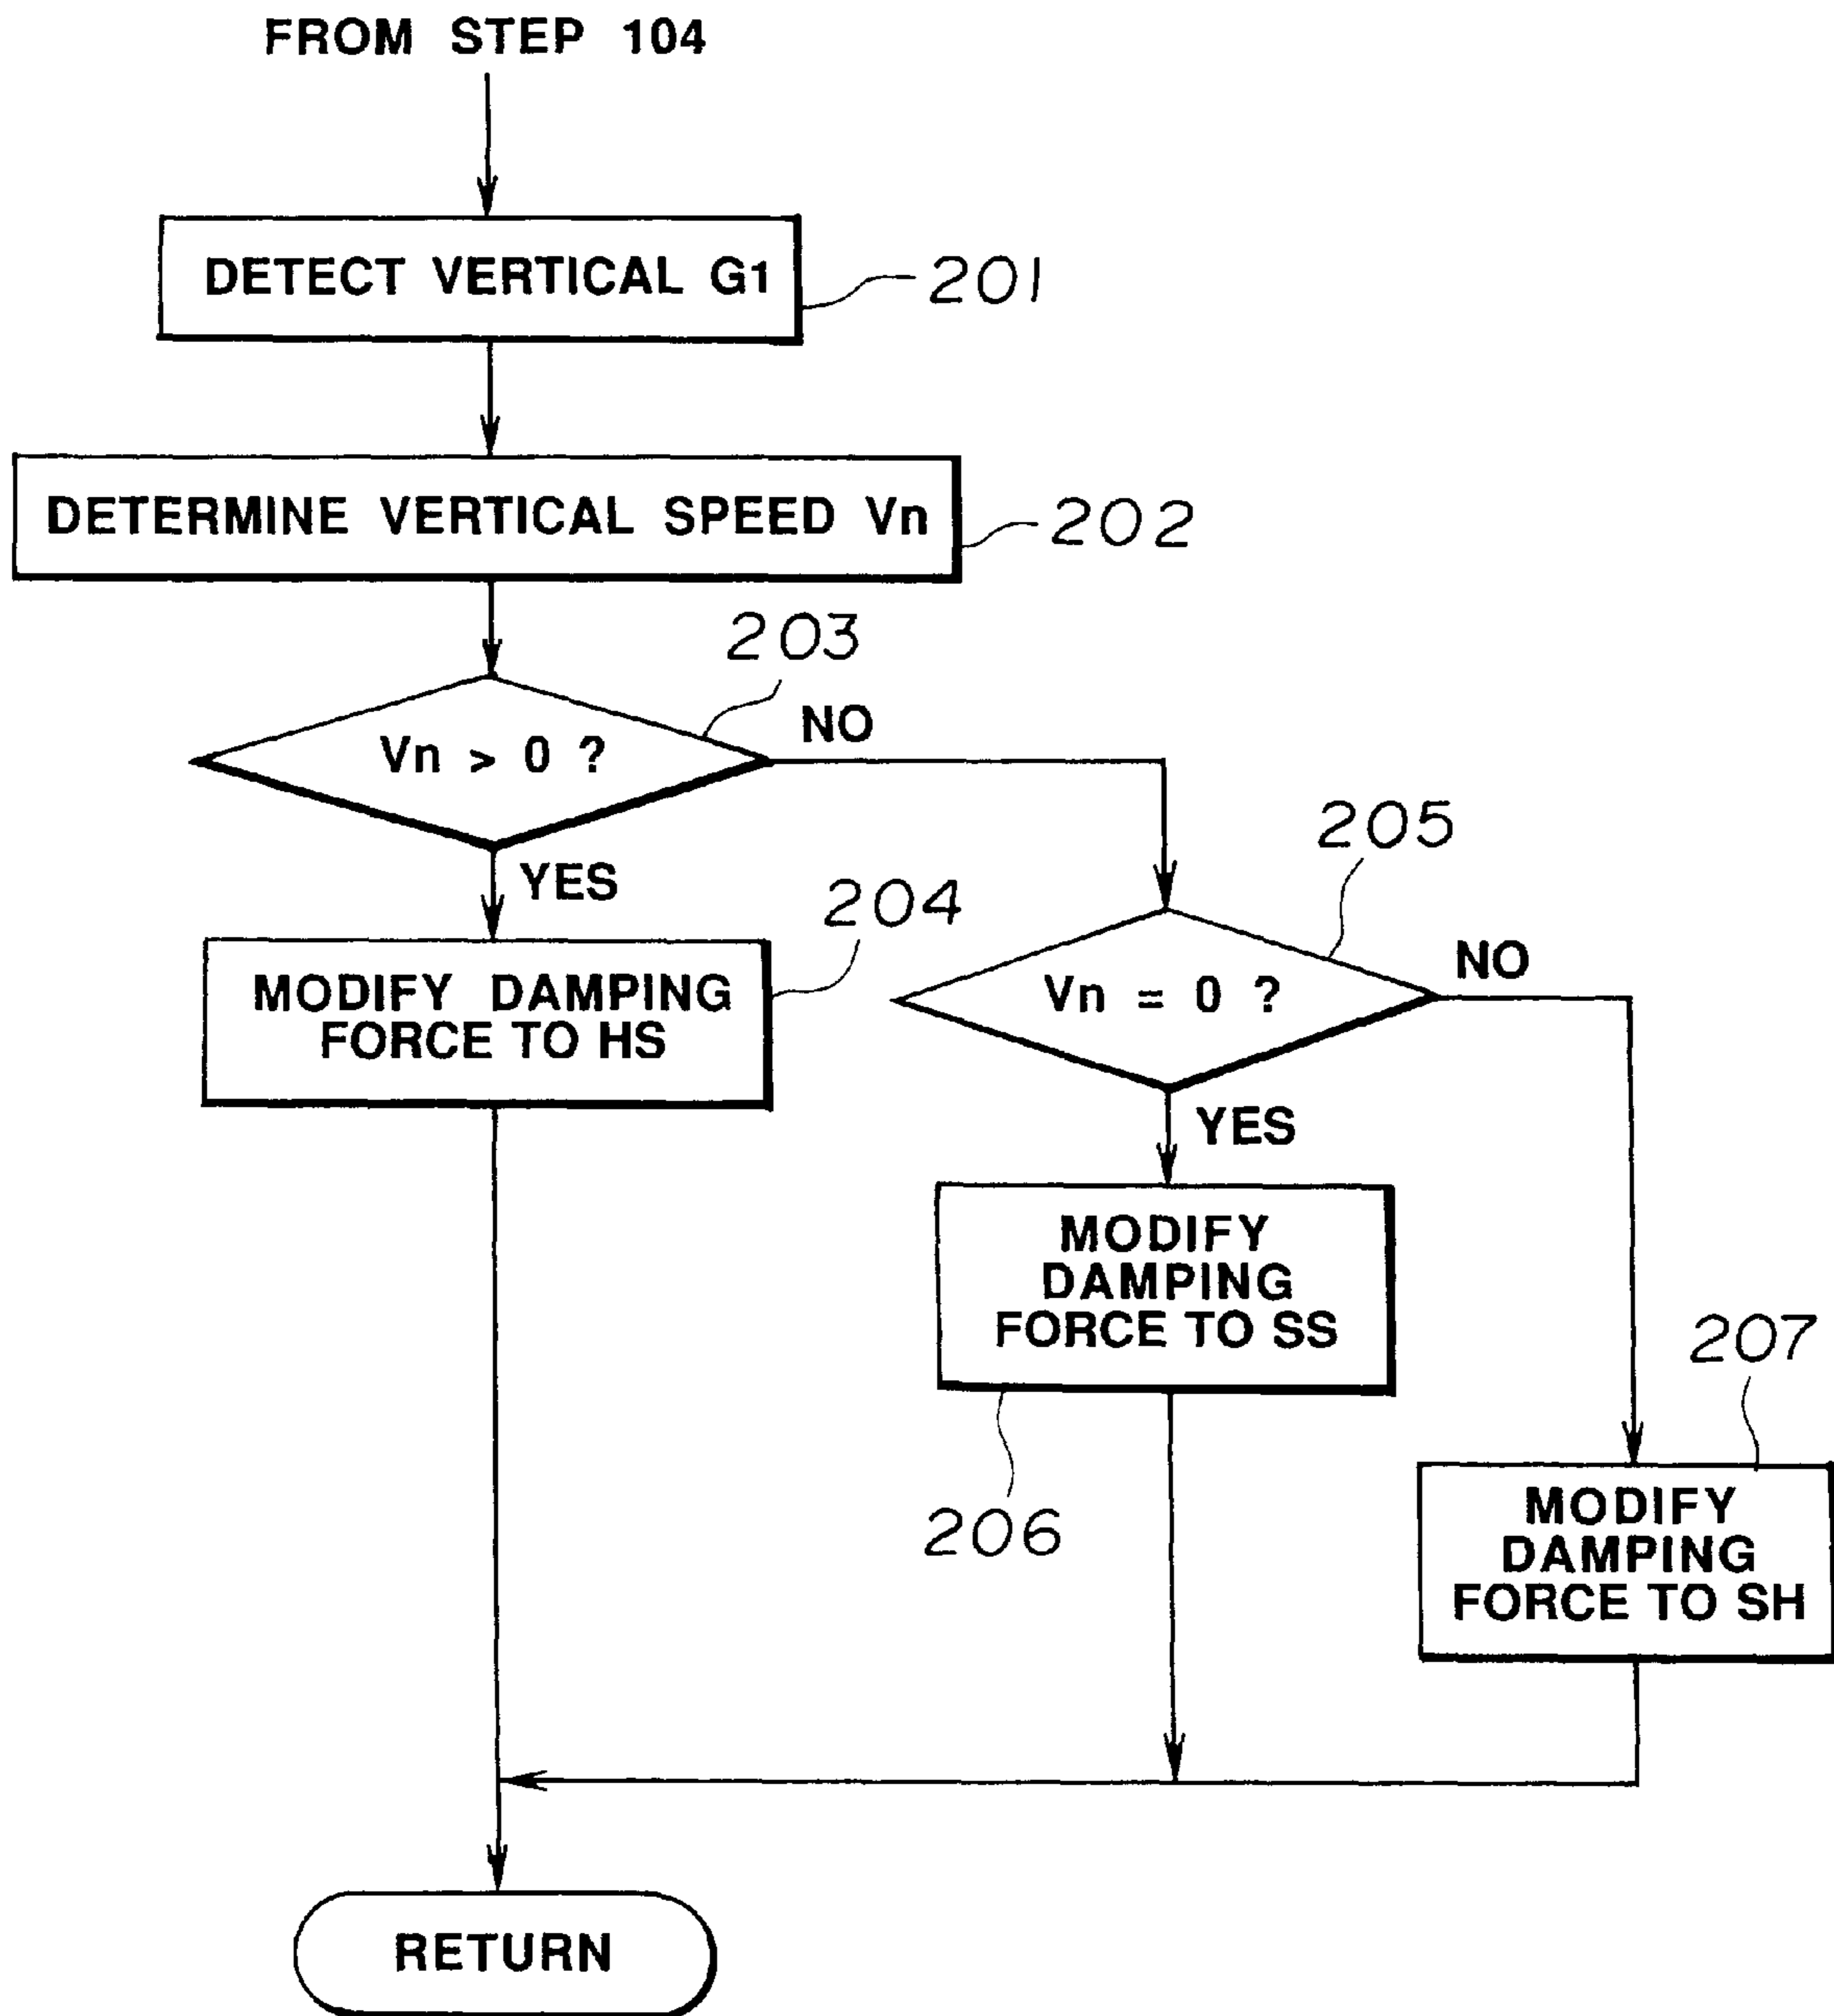 FROM STEP 104
DETECT VERTICAL G1
201
DETERMINE VERTICAL SPEED Vn
202
203
Vn > 0 ?
NO
YES
204
MODIFY DAMPING
FORCE TO HS
205
Vn = 0 ?
NO
YES
MODIFY
DAMPING
FORCE TO SS
206
207
MODIFY
DAMPING
FORCE TO SH
RETURN